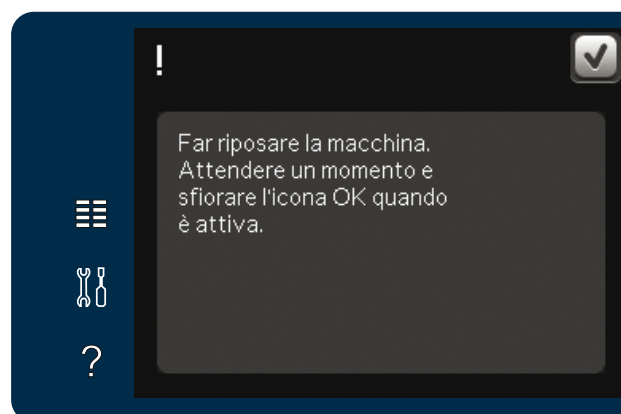 !
Far riposare la macchina.
Attendere un momento e
sfiorare l'icona OK quando
è attiva.
?